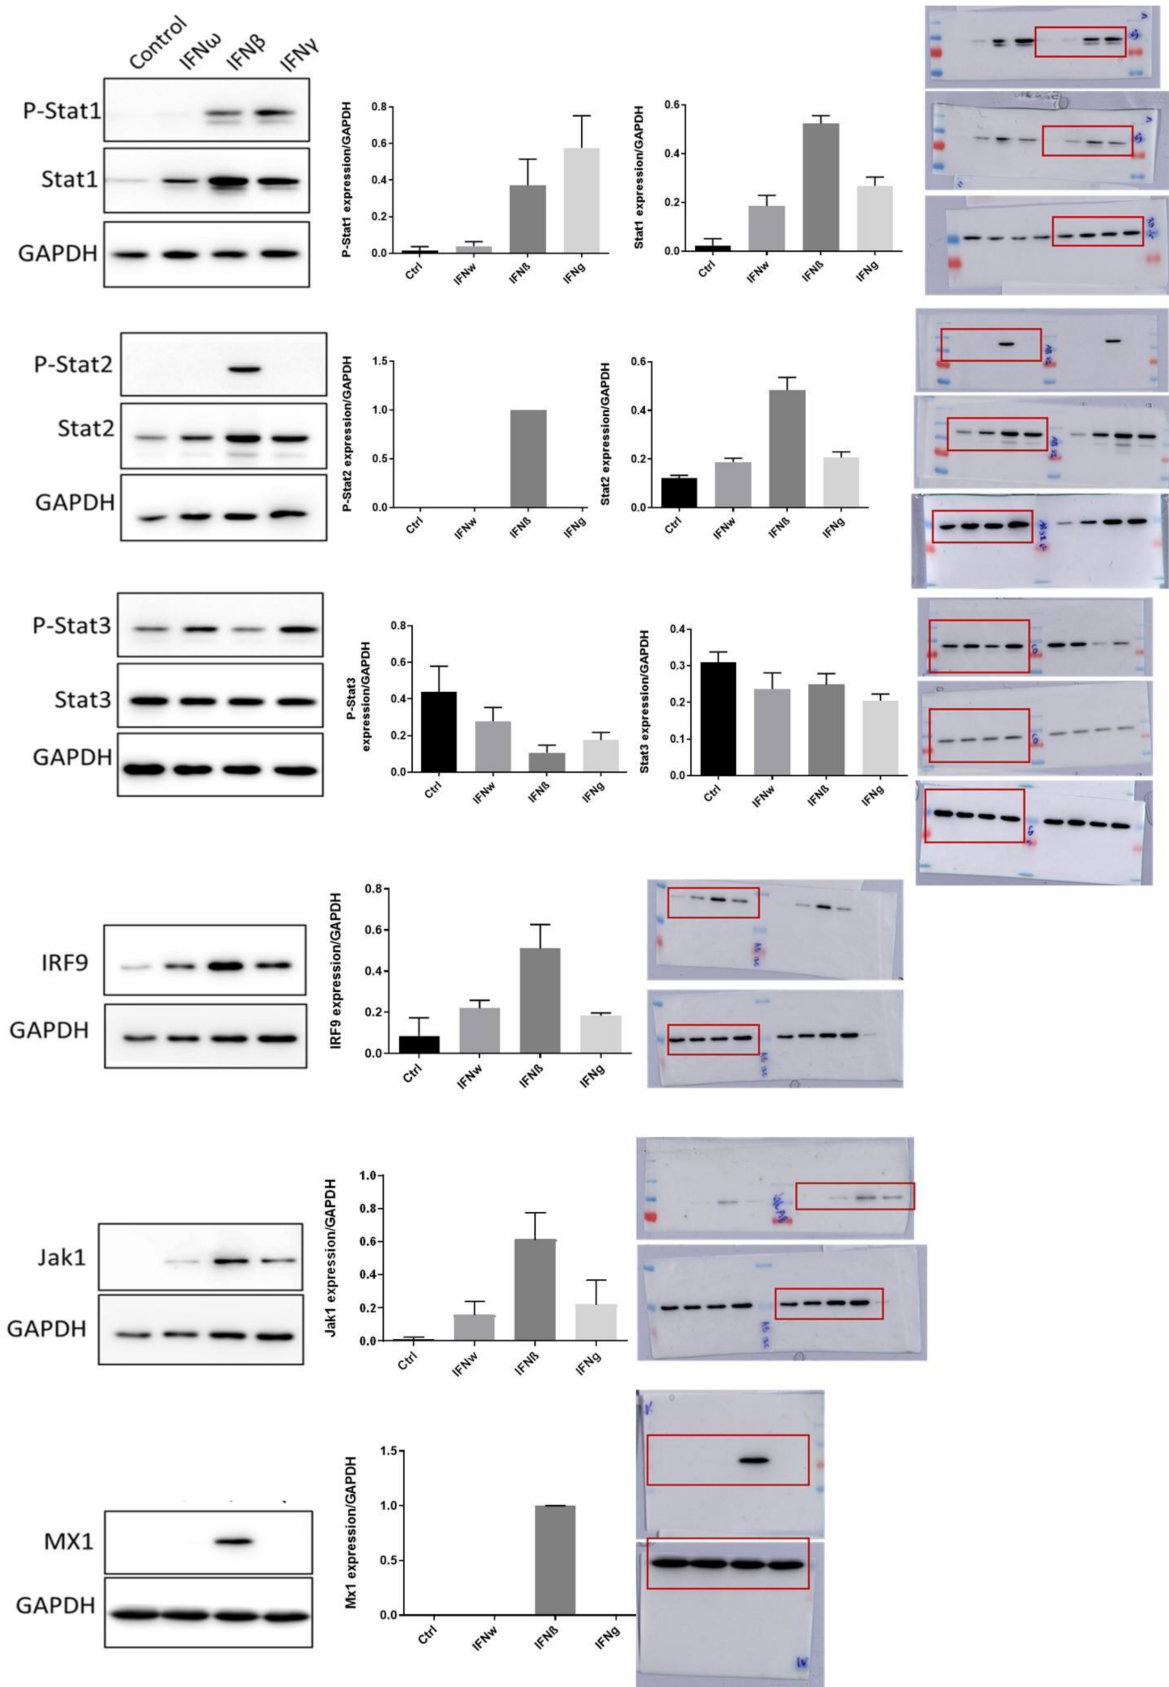 Control IFNω IFNβ IFNγ
P-Stat1
Stat1
GAPDH
P-Stat1 expression/GAPDH
0.8
0.6
0.4
0.2
0.0
Ctrl IFNw IFNß IFNg
Stat1 expression/GAPDH
0.6
0.4
0.2
0.0
Ctrl IFNw IFNß IFNg
P-Stat2
Stat2
GAPDH
P-Stat2 expression/GAPDH
1.5
1.0
0.5
0.0
Ctrl IFNw IFNß IFNg
Stat2 expression/GAPDH
0.6
0.4
0.2
0.0
Ctrl IFNw IFNß IFNg
P-Stat3
Stat3
GAPDH
P-Stat3
expression/GAPDH
0.8
0.6
0.4
0.2
0.0
Ctrl IFNw IFNß IFNg
Stat3 expression/GAPDH
0.4
0.3
0.2
0.1
0.0
Ctrl IFNw IFNß IFNg
IRF9
GAPDH
IRF9 expression/GAPDH
0.8
0.6
0.4
0.2
0.0
Ctrl IFNw IFNß IFNg
Jak1
GAPDH
Jak1 expression/GAPDH
1.0
0.8
0.6
0.4
0.2
0.0
Ctrl IFNw IFNß IFNg
MX1
GAPDH
Mx1 expression/GAPDH
1.5
1.0
0.5
0.0
Ctrl IFNw IFNß IFNg